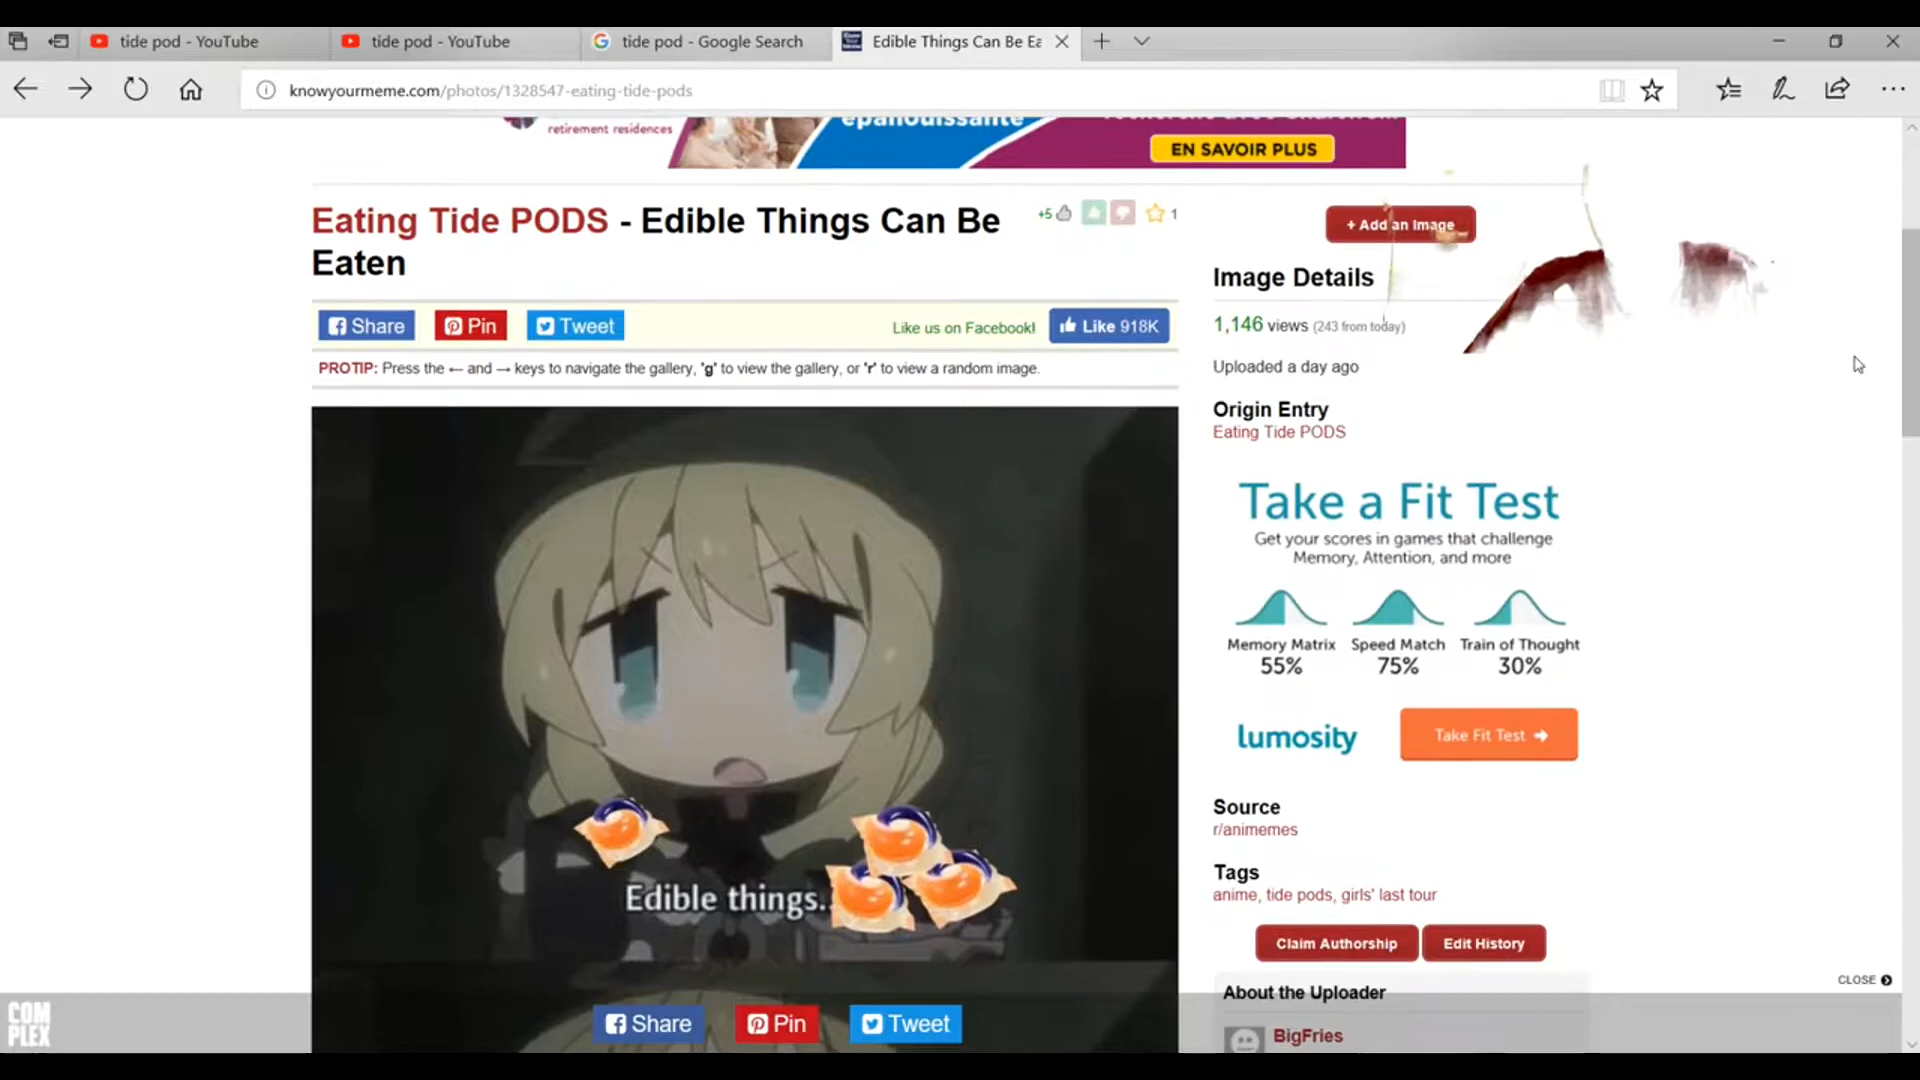 tide pod - YouTube
tide pod - YouTube
tide pod - Google Search
Edible Things Can Be Ea
knowyourmeme.com/photos/1328547-eating-tide-pods
retirement residences
épanouissante
EN SAVOIR PLUS
Eating Tide PODS - Edible Things Can Be
Eaten
+5
1
+ Add an Image
Image Details
1,146 views (243 from today)
Uploaded a day ago
Share
Pin
Tweet
Like us on Facebook!
Like 918K
PROTIP: Press the ← and → keys to navigate the gallery, 'g' to view the gallery, or 'r' to view a random image.
Origin Entry
Eating Tide PODS
Take a Fit Test
Get your scores in games that challenge
Memory, Attention, and more
Memory Matrix
55%
Speed Match
75%
Train of Thought
30%
lumosity
Take Fit Test
Edible things..
Source
r/animemes
Tags
anime, tide pods, girls' last tour
Claim Authorship
Edit History
About the Uploader
BigFries
CLOSE
Share
Pin
Tweet
COM
PLEX